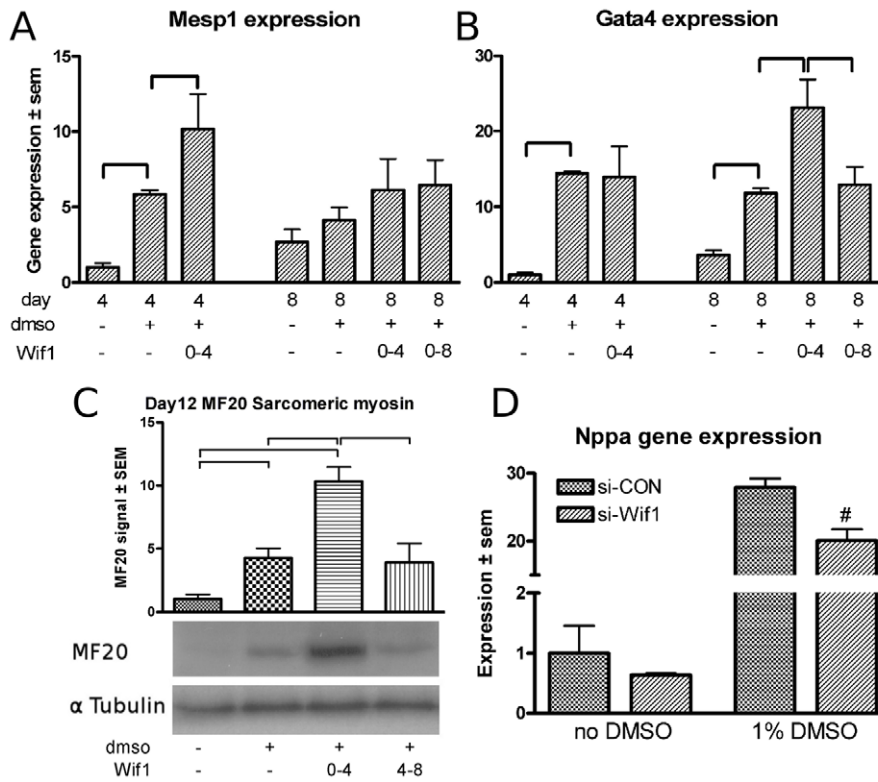 A
Mesp1 expression
Gene expression ± sem
15
10
5
0
day 4 4 4 8 8 8 8
dmso - + + - + + +
Wif1 - - 0-4 - - 0-4 0-8
B
Gata4 expression
30
20
10
0
4 4 4 8 8 8 8
- + + - + + +
- - 0-4 - - 0-4 0-8
C
Day12 MF20 Sarcomeric myosin
MF20 signal ± SEM
15
10
5
0
MF20
α Tubulin
dmso - + + +
Wif1 - - 0-4 4-8
D
Nppa gene expression
Expression ± sem
30
20
2
1
0
si-CON
si-Wif1
#
no DMSO 1% DMSO